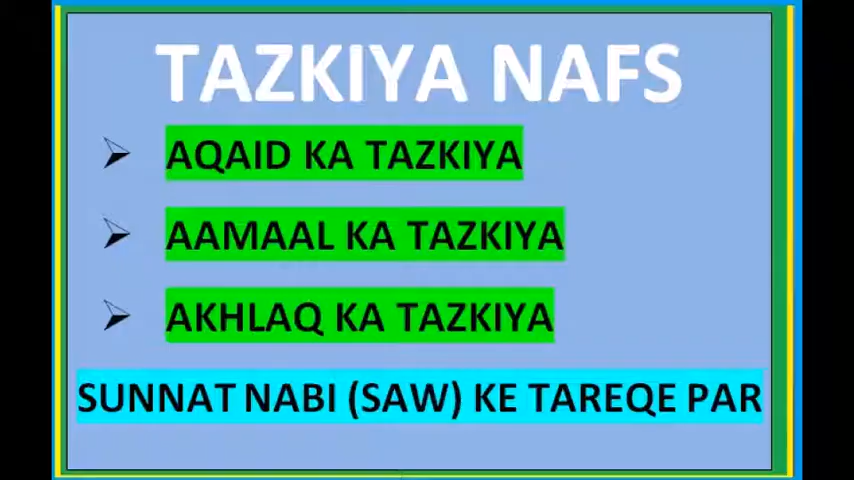 TAZKIYA NAFS
AQAID KA TAZKIYA
AAMAAL KA TAZKIYA
AKHLAQ KA TAZKIYA
SUNNAT NABI (SAW) KE TAREQE PAR